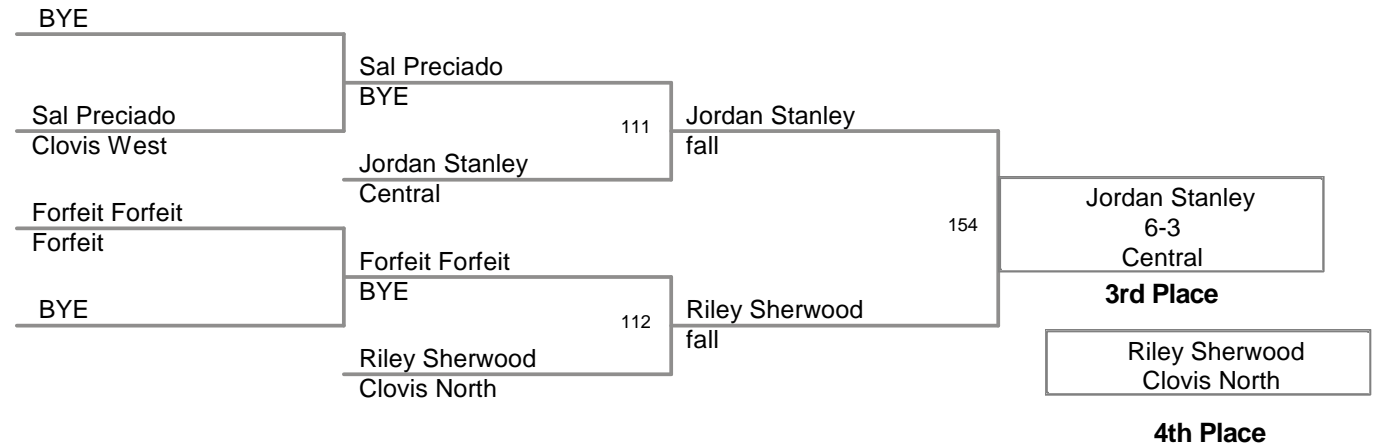 BYE
Sal Preciado
Clovis West
Forfeit Forfeit
Forfeit
BYE
Sal Preciado
BYE
111
Jordan Stanley
Central
Forfeit Forfeit
BYE
112
Riley Sherwood
Clovis North
Jordan Stanley
fall
154
Riley Sherwood
fall
Jordan Stanley
6-3
Central
3rd Place
Riley Sherwood
Clovis North
4th Place